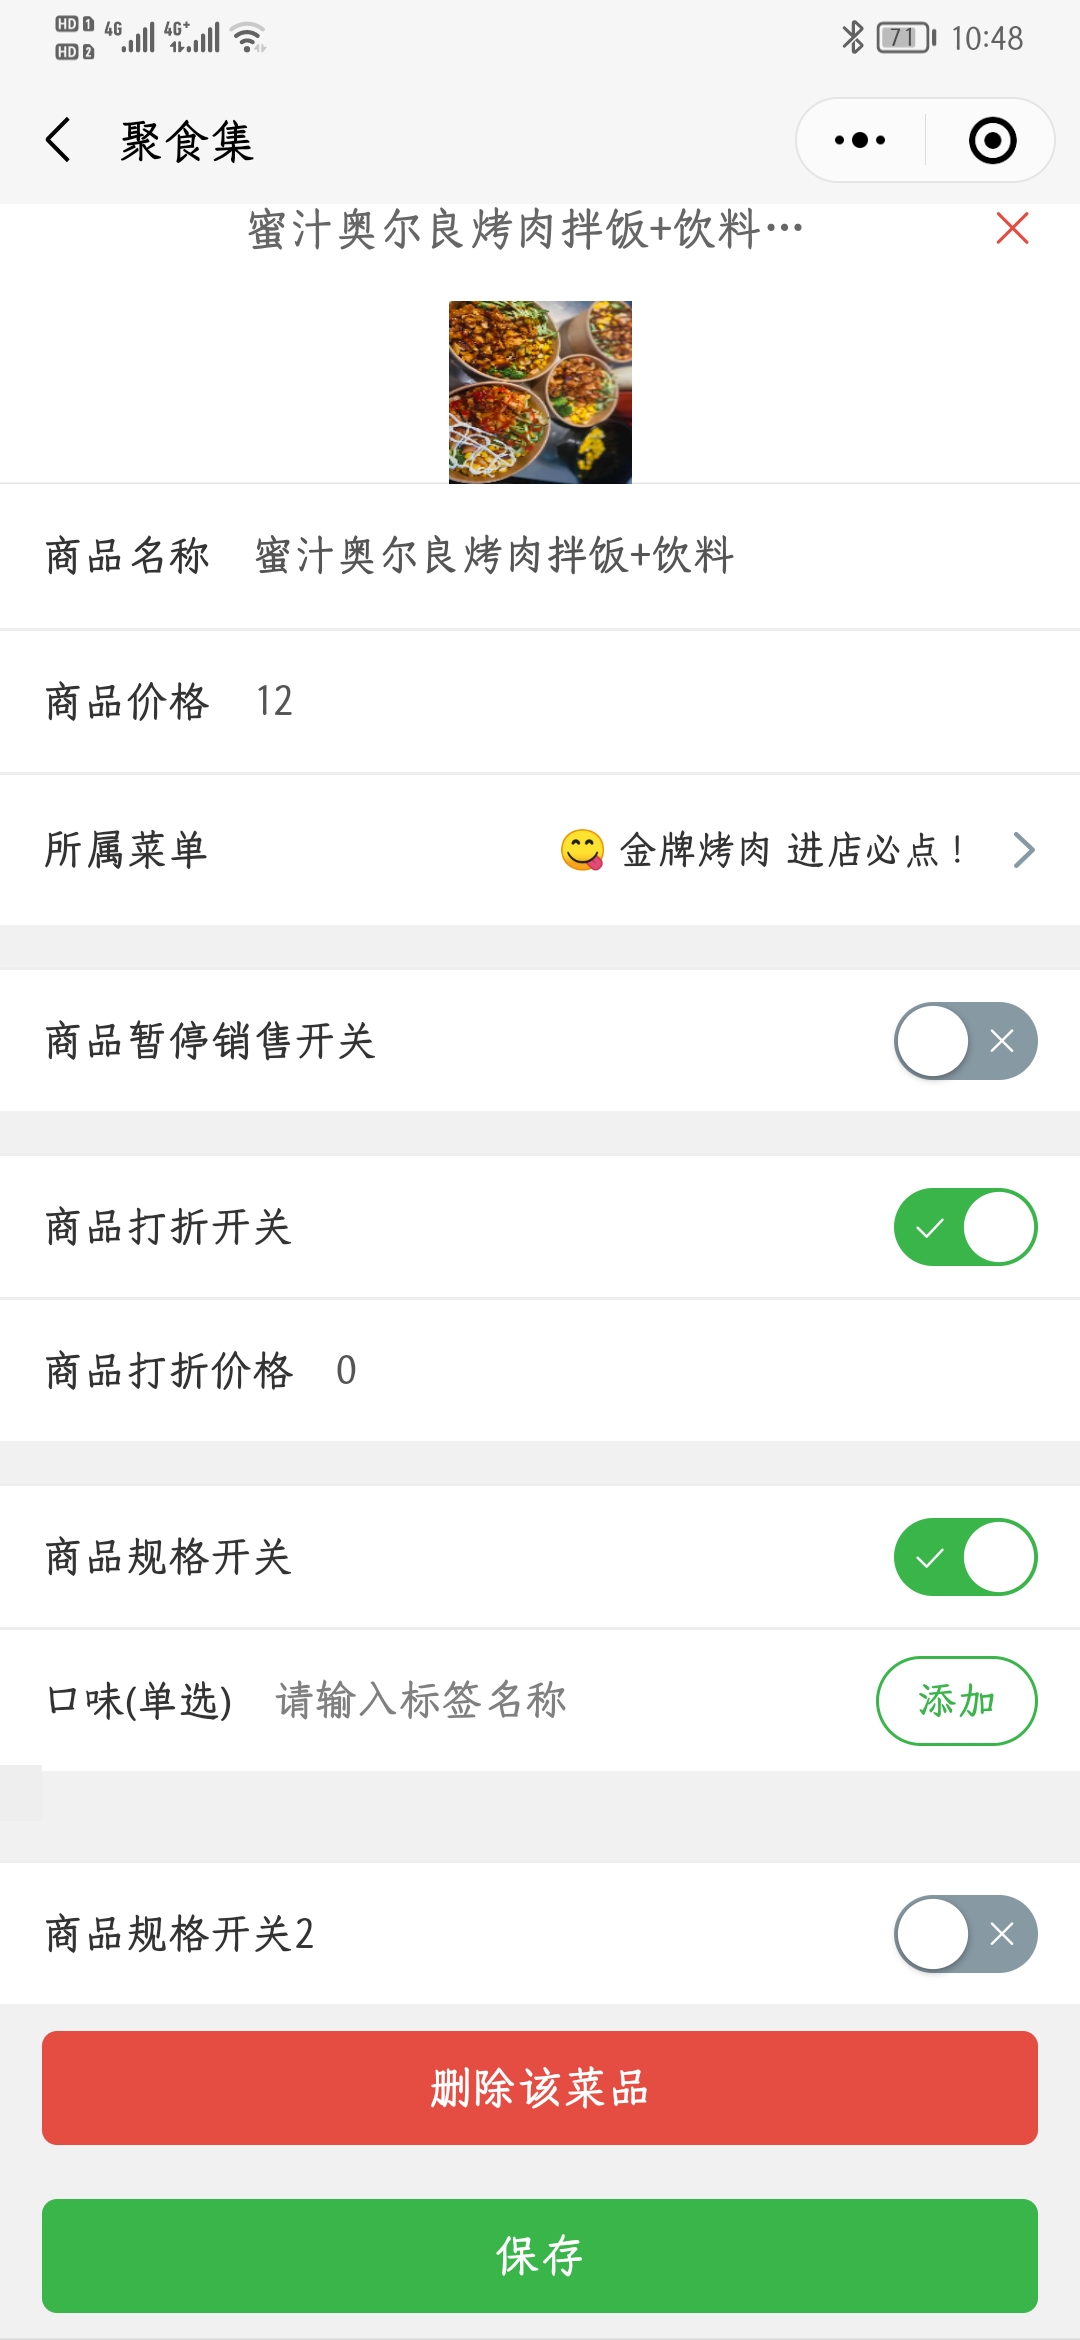 HD 1 4G 4G+
HD 2
71 10:48
聚食集
蜜汁奥尔良烤肉拌饭+饮料…
商品名称 蜜汁奥尔良烤肉拌饭+饮料
商品价格 12
所属菜单 😋 金牌烤肉 进店必点！
商品暂停销售开关
商品打折开关
商品打折价格 0
商品规格开关
口味(单选) 请输入标签名称 添加
商品规格开关2
删除该菜品
保存